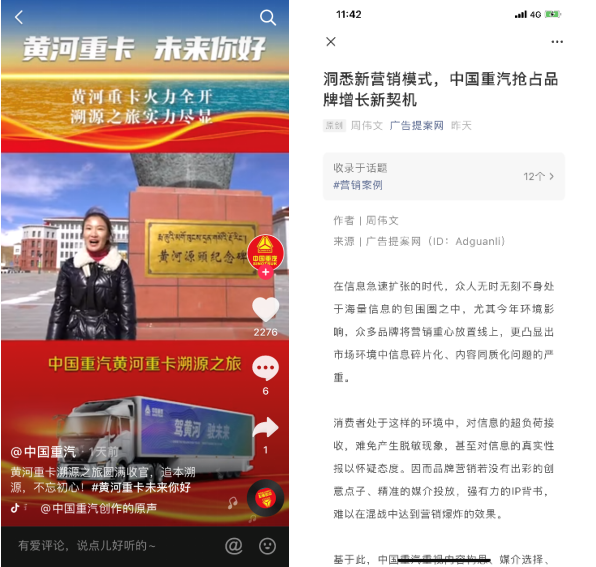 黄河重卡 未来你好
黄河重卡火力全开
溯源之旅实力尽显
黄河源头纪念碑
中国重汽
SINOTRUK
2276
中国重汽黄河重卡溯源之旅
6
驾黄河 驶未来
1
@中国重汽 1天前
黄河重卡溯源之旅圆满收官，追本溯
源，不忘初心！#黄河重卡未来你好
@中国重汽创作的原声
有爱评论，说点儿好听的~
11:42
4G
洞悉新营销模式，中国重汽抢占品
牌增长新契机
原创 周伟文 广告提案网 昨天
收录于话题
#营销案例
12个
作者 | 周伟文
来源 | 广告提案网（ID：Adguanli）
在信息急速扩张的时代，众人无时无刻不身处
于海量信息的包围圈之中，尤其今年环境影
响，众多品牌将营销重心放置线上，更凸显出
市场环境中信息碎片化、内容同质化问题的严
重。
消费者处于这样的环境中，对信息的超负荷接
收，难免产生脱敏现象，甚至对信息的真实性
报以怀疑态度。因而品牌营销若没有出彩的创
意点子、精准的媒介投放，强有力的IP背书，
难以在混战中达到营销爆炸的效果。
基于此，中国重汽重视内容构思、媒介选择、